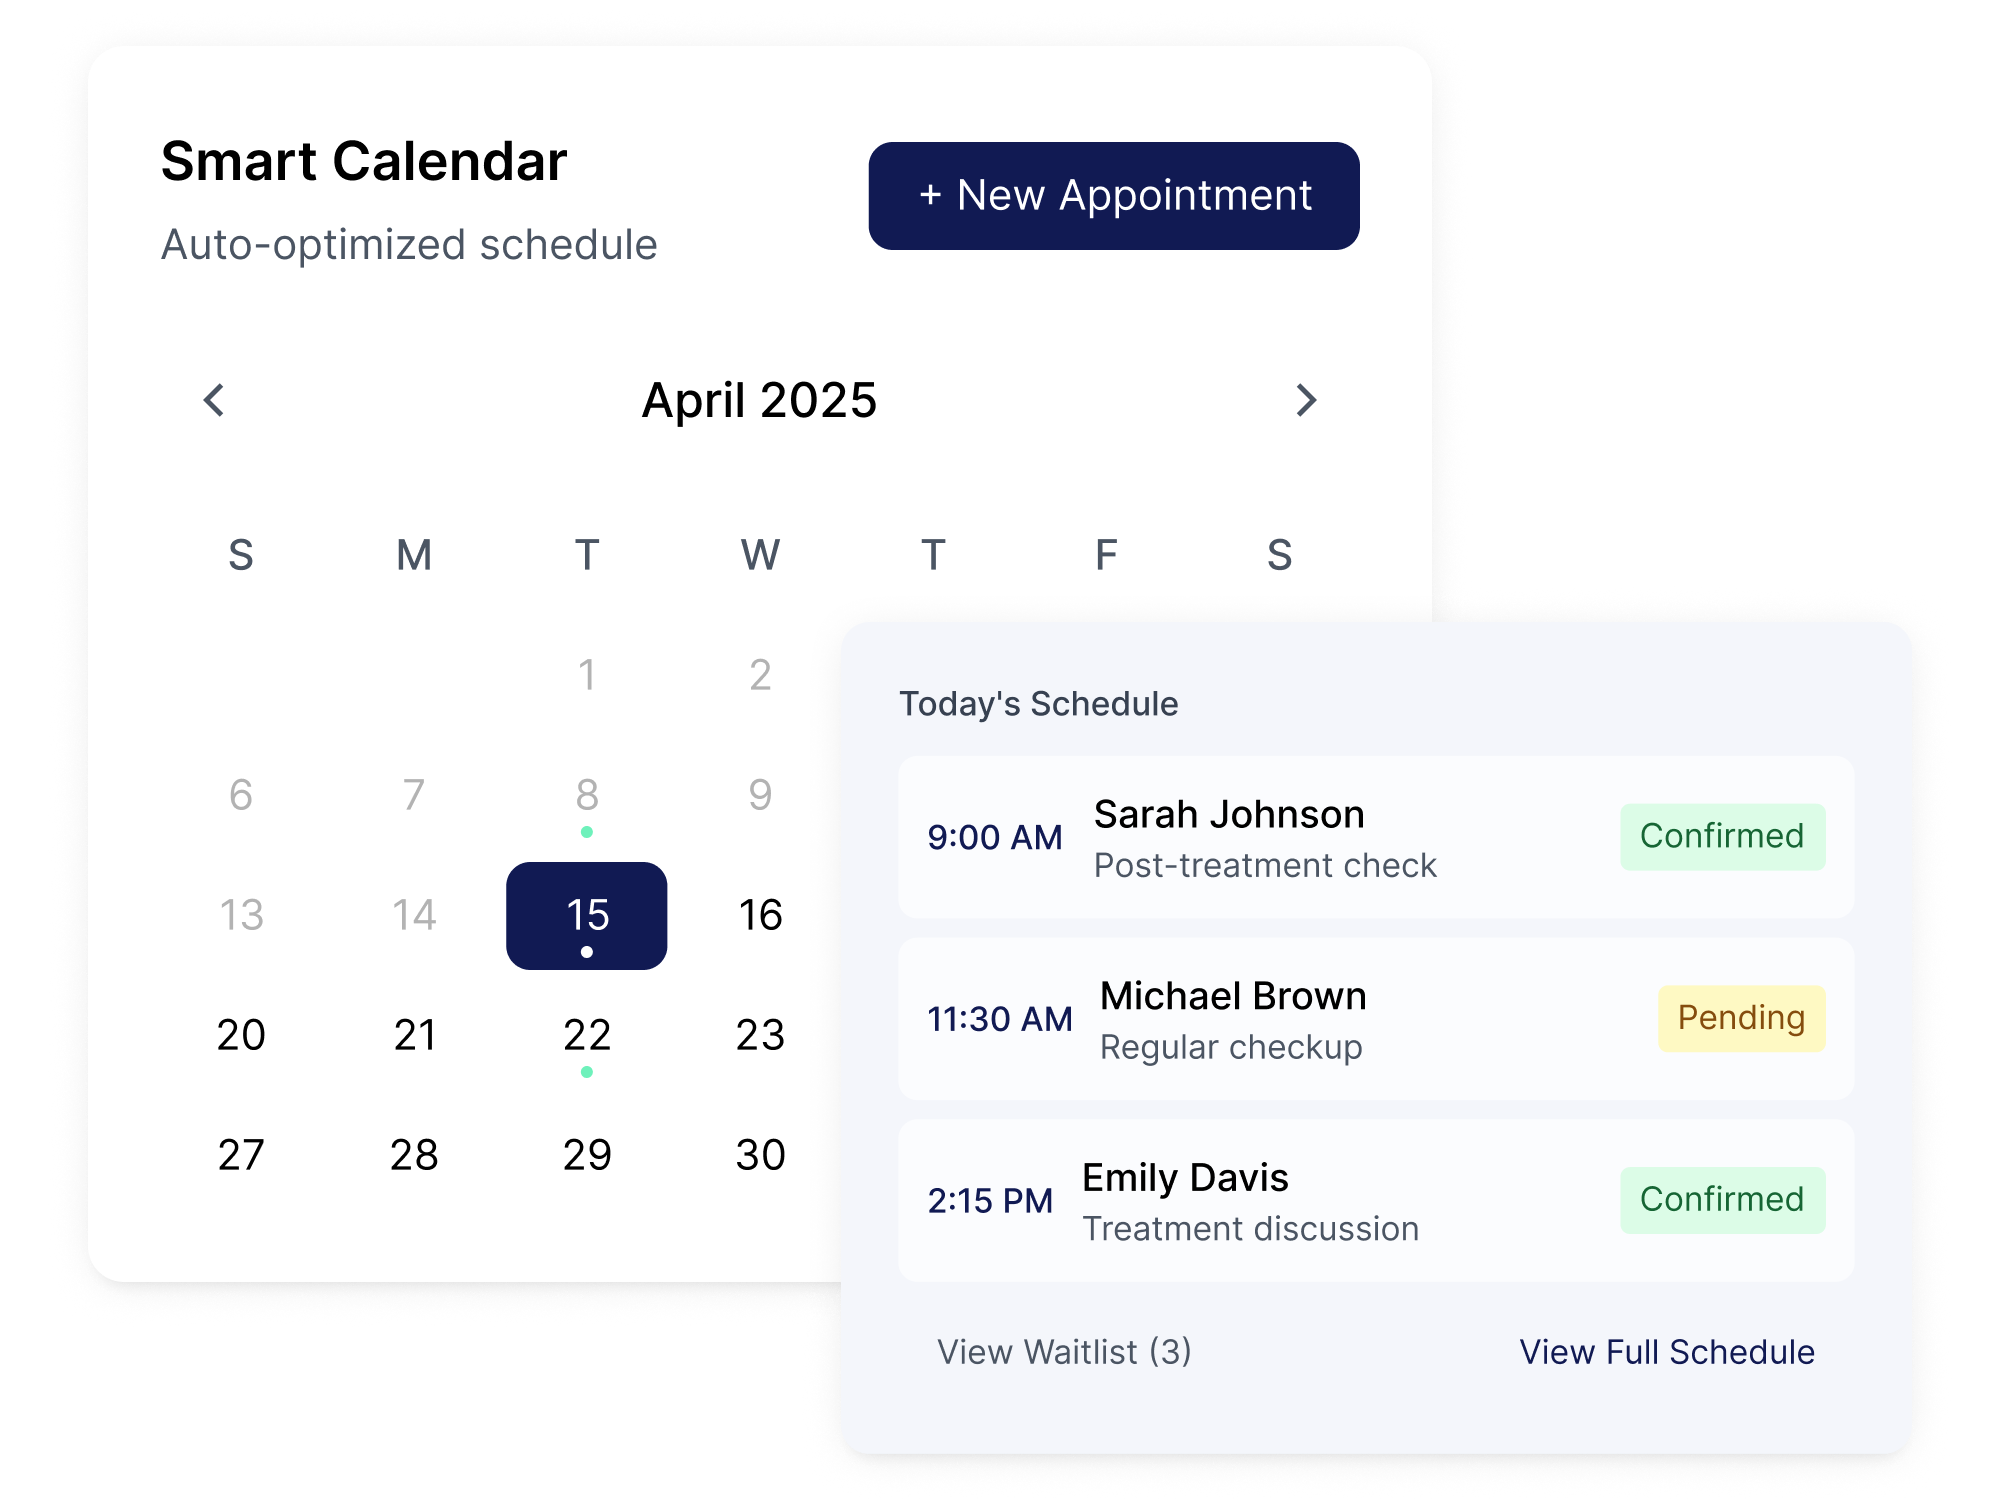 Smart Calendar
+ New Appointment
Auto-optimized schedule
April 2025
S M T W T F S
1 2
6 7 8 9
13 14 15 16
20 21 22 23
27 28 29 30
Today's Schedule
9:00 AM
Sarah Johnson
Post-treatment check
Confirmed
11:30 AM
Michael Brown
Regular checkup
Pending
2:15 PM
Emily Davis
Treatment discussion
Confirmed
View Waitlist (3)
View Full Schedule